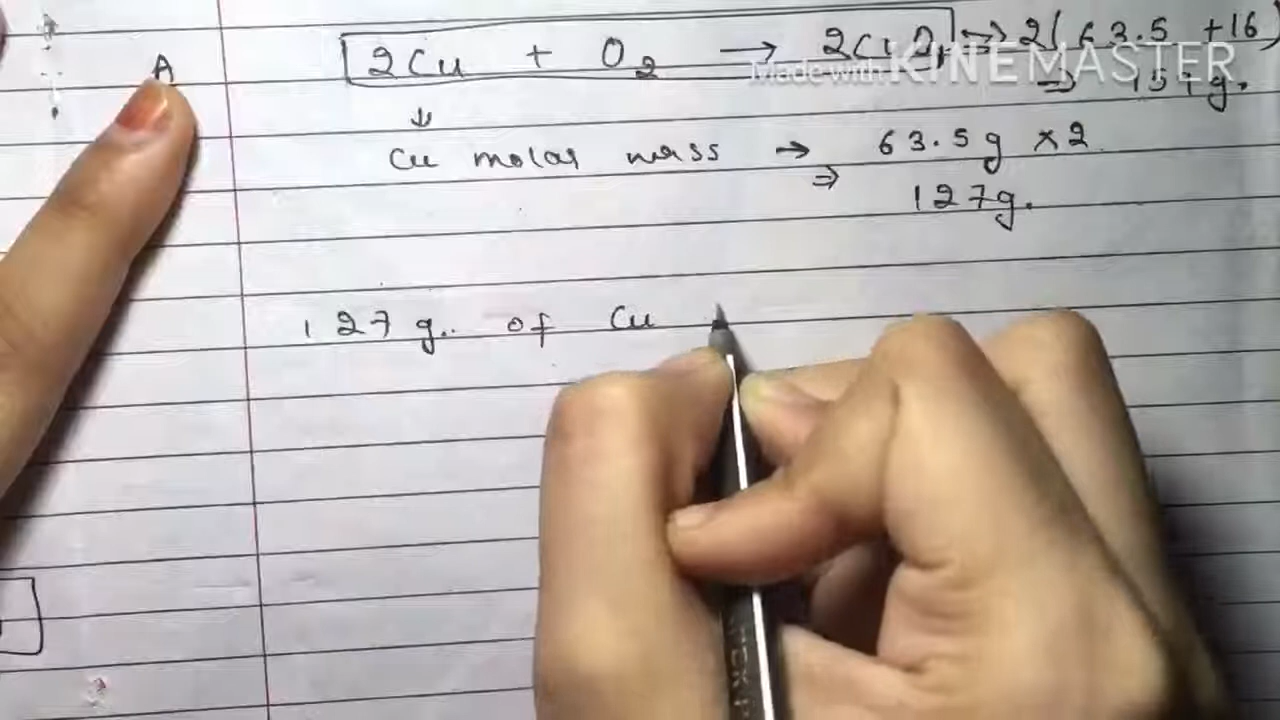 A 2Cu + O2 → 2CuO ⇒ 2(63.5 +16)
Made with KINEMASTER
⇒ 159g.
↓
Cu molar mass → 63.5g ×2
⇒ 127g.
127 g.. of Cu